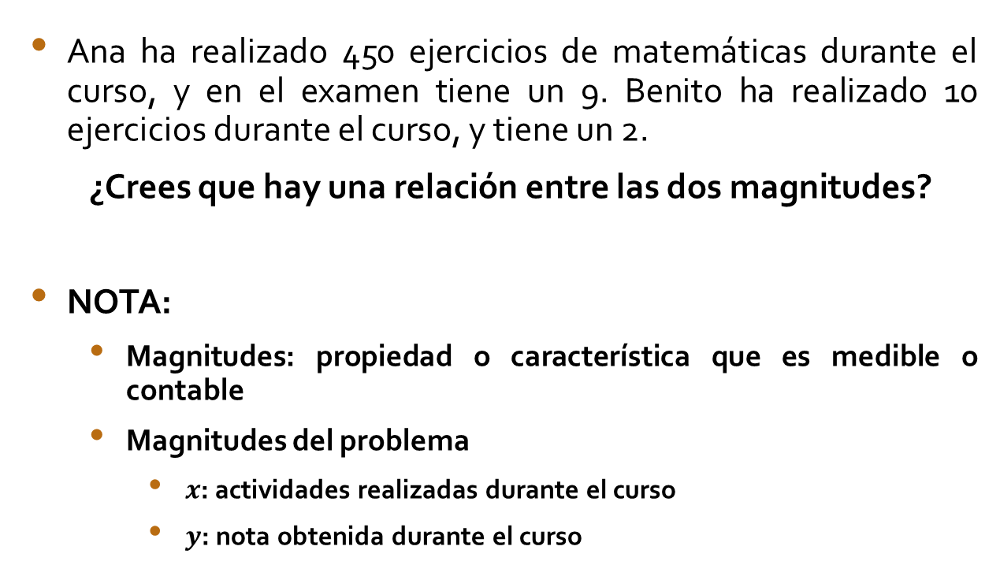 • Ana ha realizado 450 ejercicios de matemáticas durante el
curso, y en el examen tiene un 9. Benito ha realizado 10
ejercicios durante el curso, y tiene un 2.
¿Crees que hay una relación entre las dos magnitudes?
• NOTA:
• Magnitudes: propiedad o característica que es medible o
contable
• Magnitudes del problema
• x: actividades realizadas durante el curso
• y: nota obtenida durante el curso